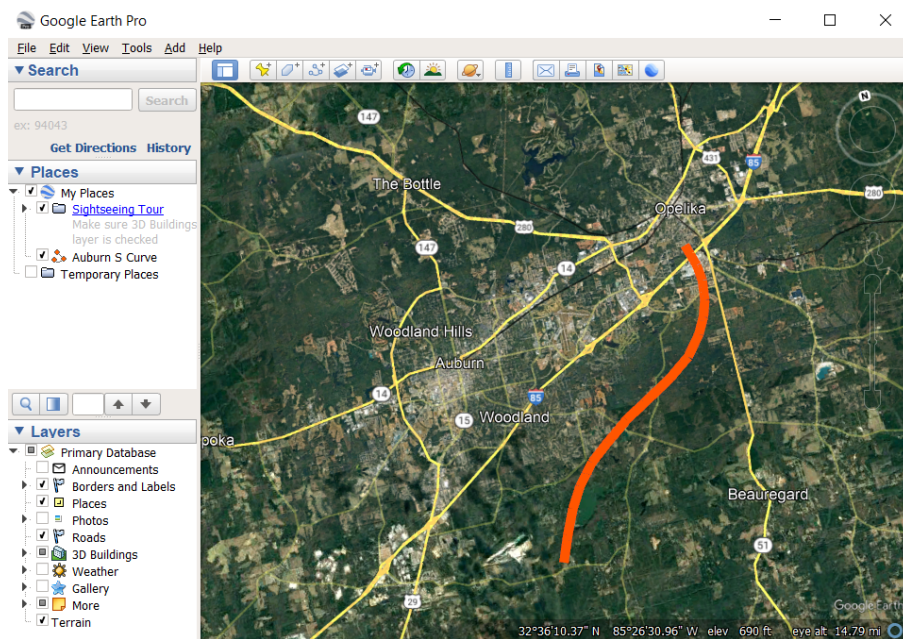 Google Earth Pro
File Edit View Tools Add Help
Search
Search
ex: 94043
Get Directions History
Places
My Places
Sightseeing Tour
Make sure 3D Buildings
layer is checked
Auburn S Curve
Temporary Places
Layers
Primary Database
Announcements
Borders and Labels
Places
Photos
Roads
3D Buildings
Weather
Gallery
More
Terrain
147
431
85
The Bottle
280
Opelika
280
147
14
Woodland Hills
Auburn
14
85
15
Woodland
poka
Beauregard
51
29
Google Earth
32°36'10.37" N 85°26'30.96" W elev 690 ft eye alt 14.79 mi
N